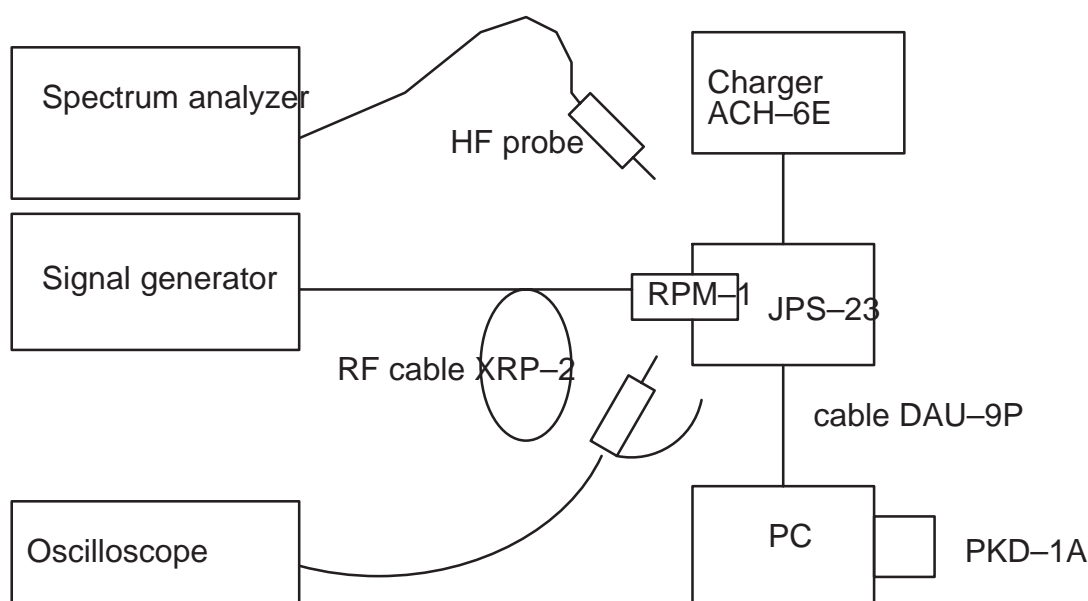 Spectrum analyzer
HF probe
Charger
ACH–6E
Signal generator
RPM–1
JPS–23
RF cable XRP–2
cable DAU–9P
Oscilloscope
PC
PKD–1A